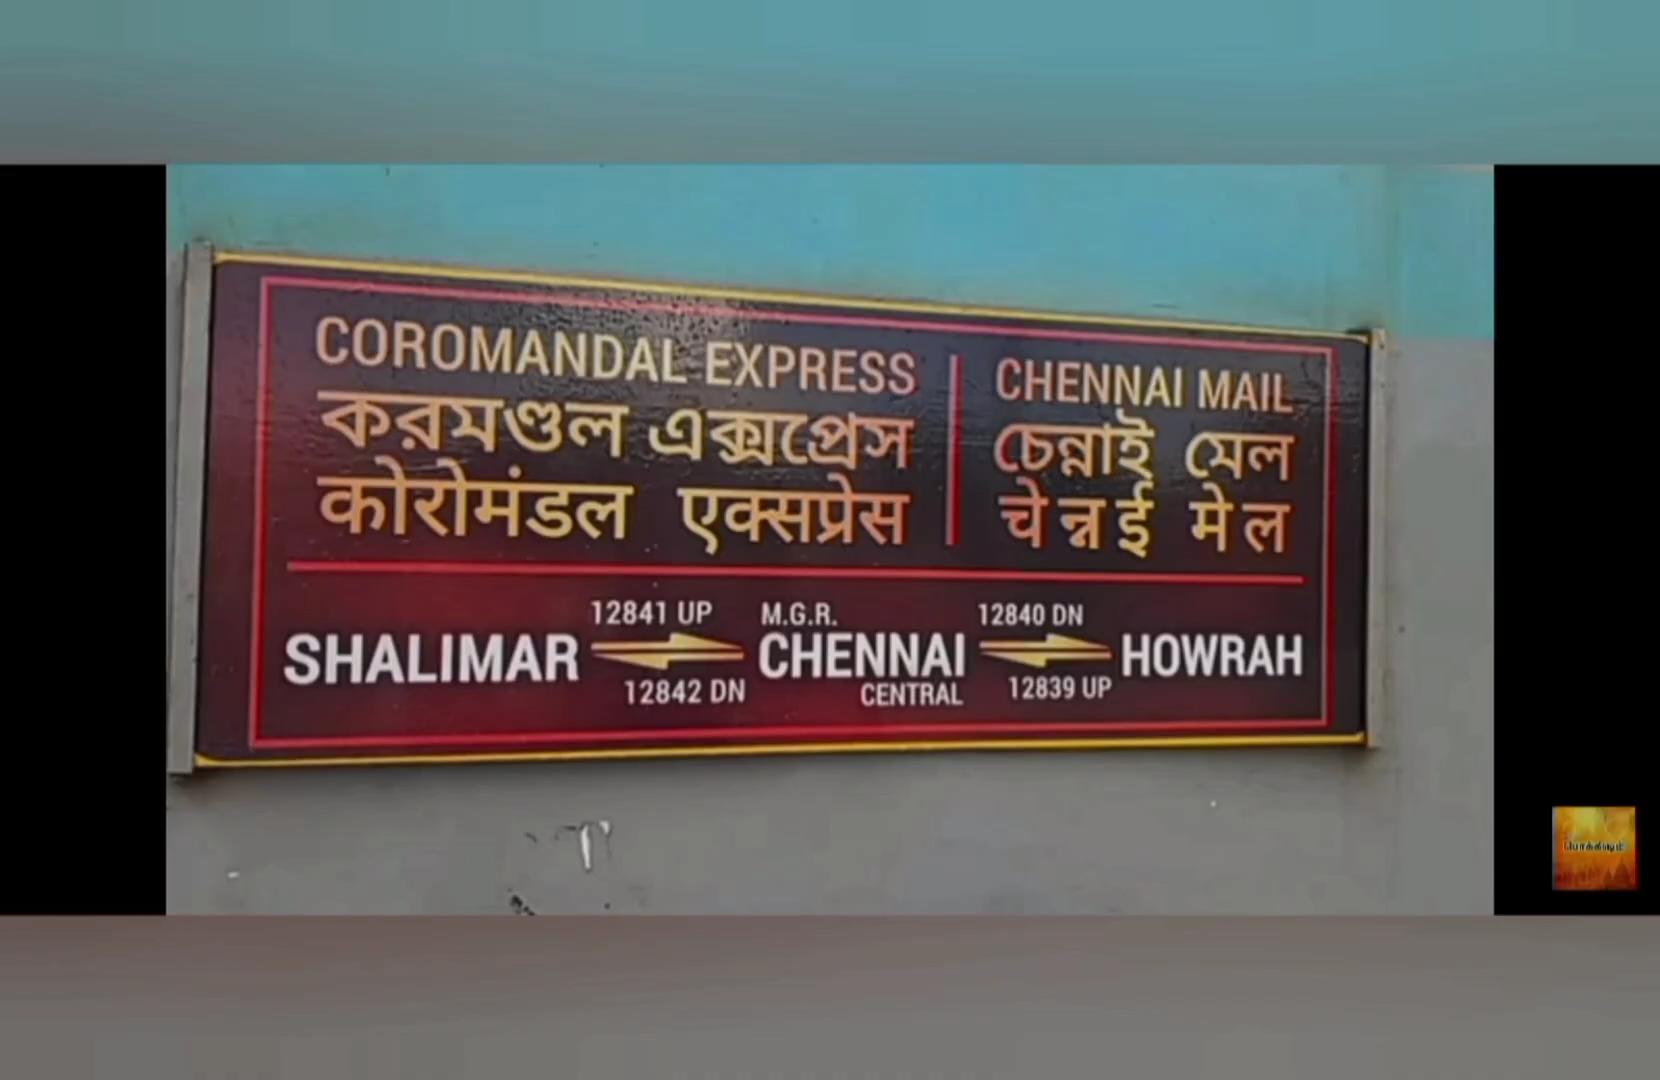 COROMANDAL EXPRESS
করমণ্ডল এক্সপ্রেস
कोरोमंडल एक्सप्रेस
CHENNAI MAIL
চেন্নাই মেল
चेन्नई मेल
12841 UP M.G.R. 12840 DN
SHALIMAR CHENNAI HOWRAH
12842 DN CENTRAL 12839 UP
பொக்கிஷம்